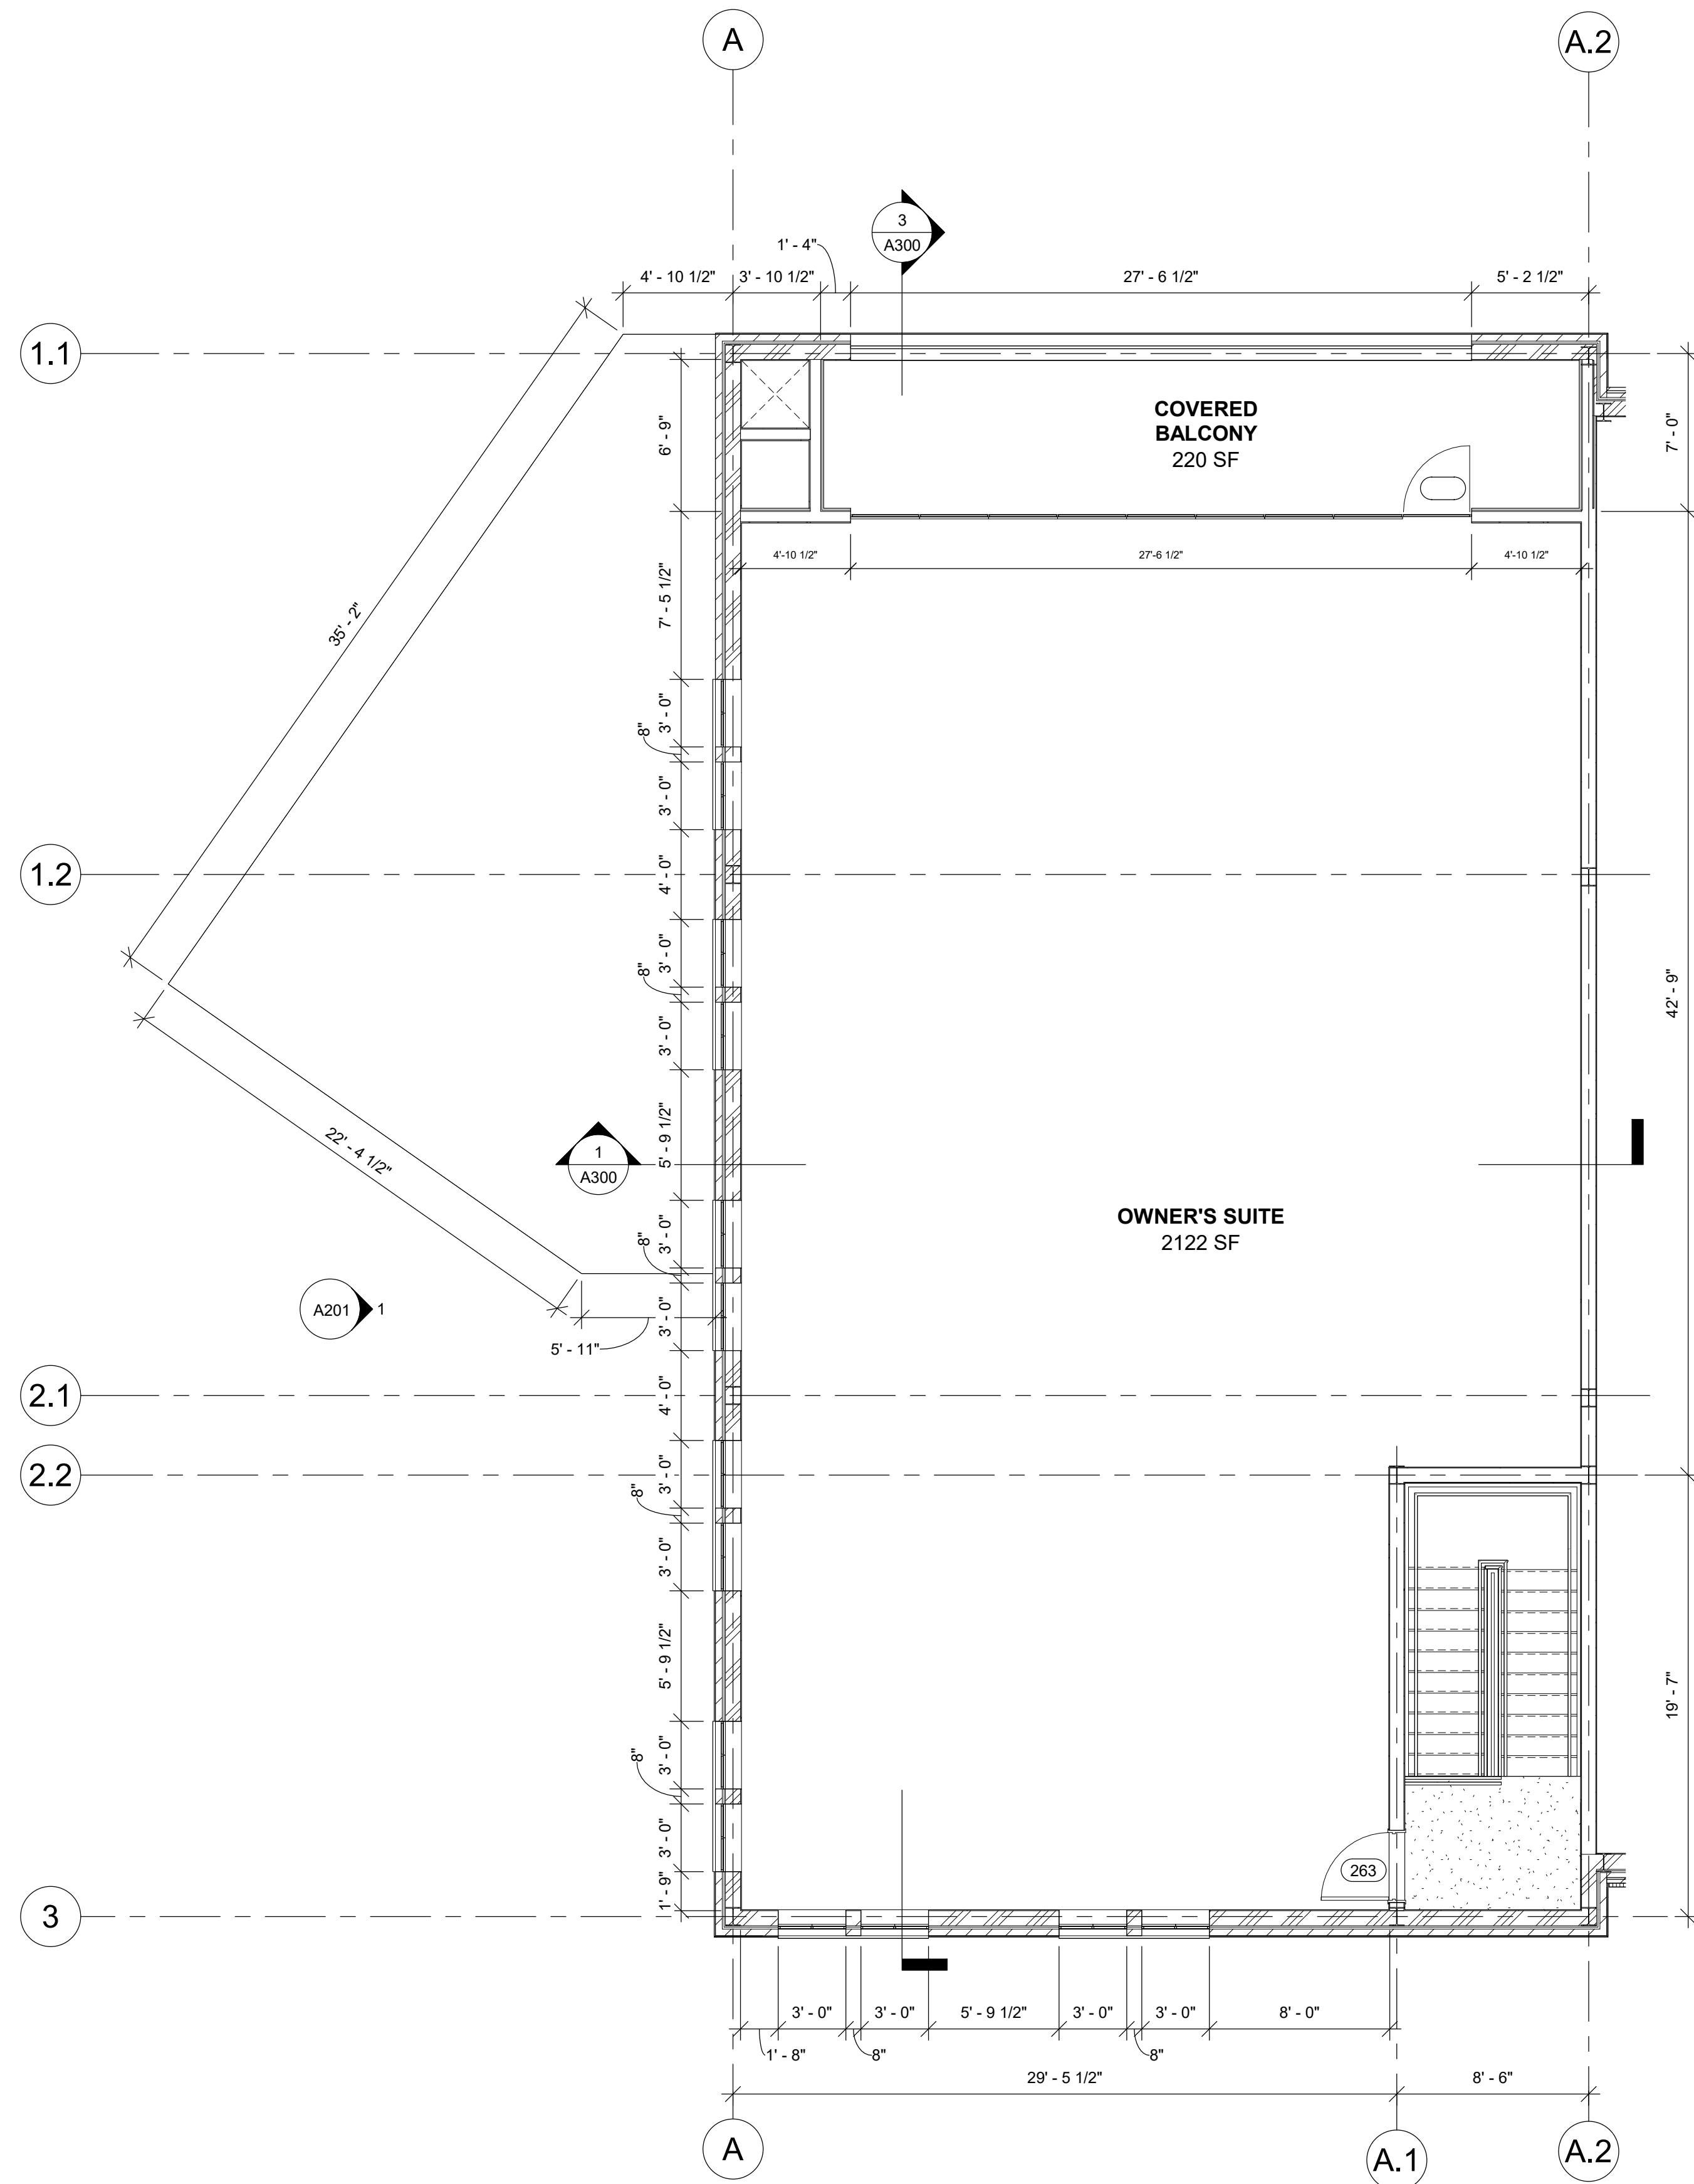 A
A.2
3
A300
1' - 4"
4' - 10 1/2"
3' - 10 1/2"
27' - 6 1/2"
5' - 2 1/2"
1.1
COVERED
BALCONY
220 SF
6' - 9"
7' - 0"
4'-10 1/2"
27'-6 1/2"
4'-10 1/2"
7' - 5 1/2"
35' - 2"
3' - 0"
8"
3' - 0"
1.2
4' - 0"
3' - 0"
8"
3' - 0"
42' - 9"
22' - 4 1/2"
5' - 9 1/2"
1
A300
OWNER'S SUITE
2122 SF
3' - 0"
8"
A201
1
3' - 0"
5' - 11"
2.1
4' - 0"
2.2
3' - 0"
8"
3' - 0"
5' - 9 1/2"
19' - 7"
3' - 0"
8"
3' - 0"
263
1' - 9"
3
3' - 0"
3' - 0"
5' - 9 1/2"
3' - 0"
3' - 0"
8' - 0"
1' - 8"
8"
8"
29' - 5 1/2"
8' - 6"
A
A.1
A.2